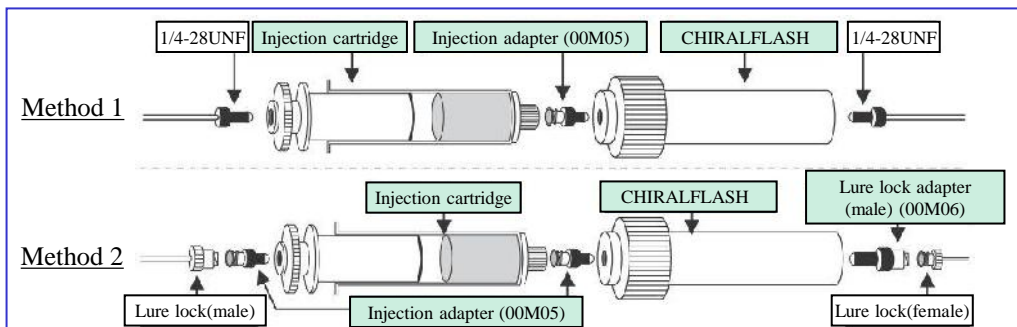 1/4-28UNF
Injection cartridge
Injection adapter (00M05)
CHIRALFLASH
1/4-28UNF
Method 1
Injection cartridge
CHIRALFLASH
Lure lock adapter
(male) (00M06)
Method 2
Lure lock(male)
Injection adapter (00M05)
Lure lock(female)